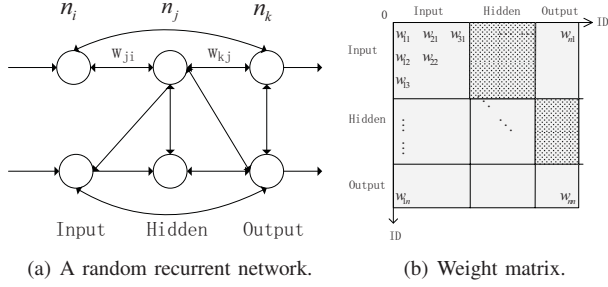 n_i n_j n_k
w_ji w_kj
Input Hidden Output
(a) A random recurrent network.
0 Input Hidden Output ID
Input
w_11 w_21 w_31 w_n1
w_12 w_22
w_13
Hidden
Output
w_1n w_nn
ID
(b) Weight matrix.